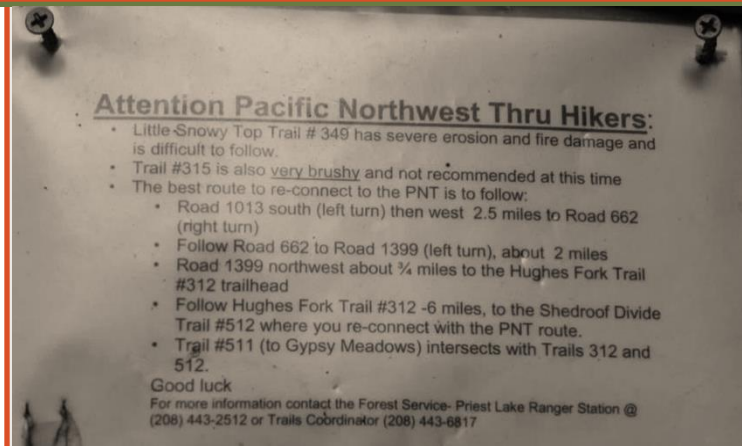 Attention Pacific Northwest Thru Hikers:
• Little Snowy Top Trail # 349 has severe erosion and fire damage and
is difficult to follow.
• Trail #315 is also very brushy and not recommended at this time
• The best route to re-connect to the PNT is to follow:
• Road 1013 south (left turn) then west 2.5 miles to Road 662
(right turn)
• Follow Road 662 to Road 1399 (left turn), about 2 miles
• Road 1399 northwest about ¾ miles to the Hughes Fork Trail
#312 trailhead
• Follow Hughes Fork Trail #312 -6 miles, to the Shedroof Divide
Trail #512 where you re-connect with the PNT route.
• Trail #511 (to Gypsy Meadows) intersects with Trails 312 and
512.
Good luck
For more information contact the Forest Service- Priest Lake Ranger Station @
(208) 443-2512 or Trails Coordinator (208) 443-6817